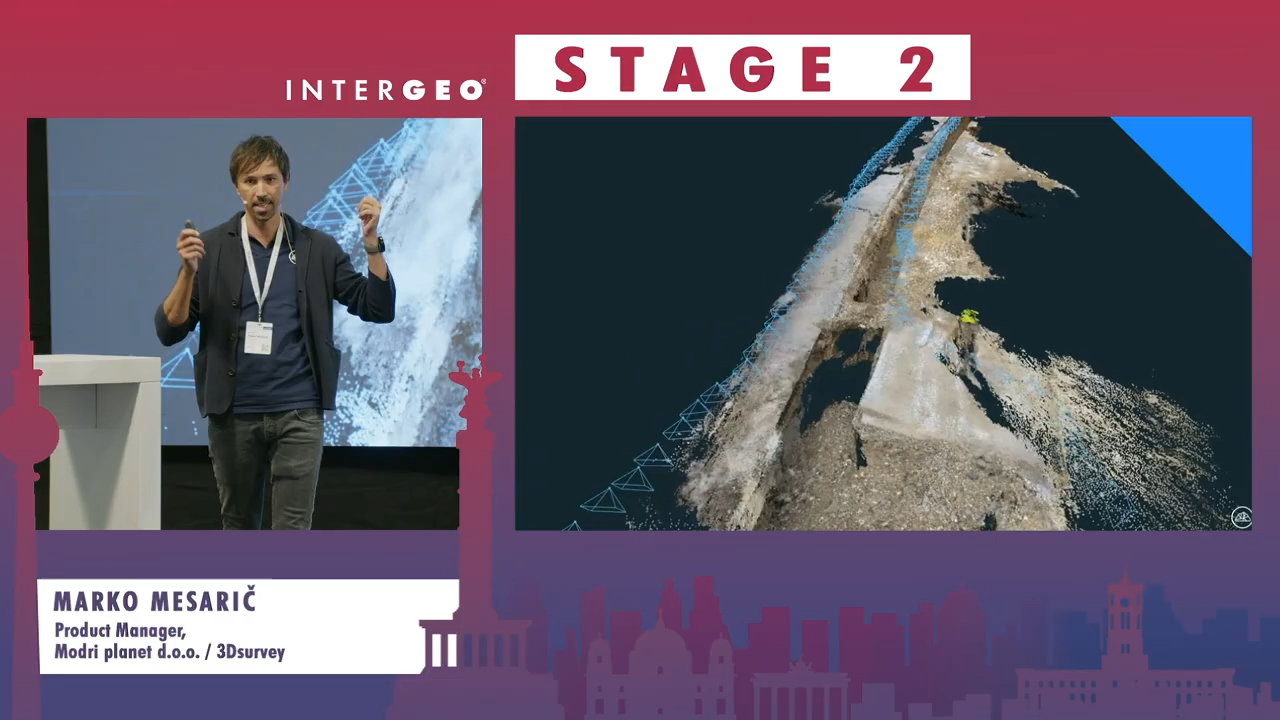 INTERGEO®
STAGE 2
MARKO MESARIČ
Product Manager,
Modri planet d.o.o. / 3Dsurvey